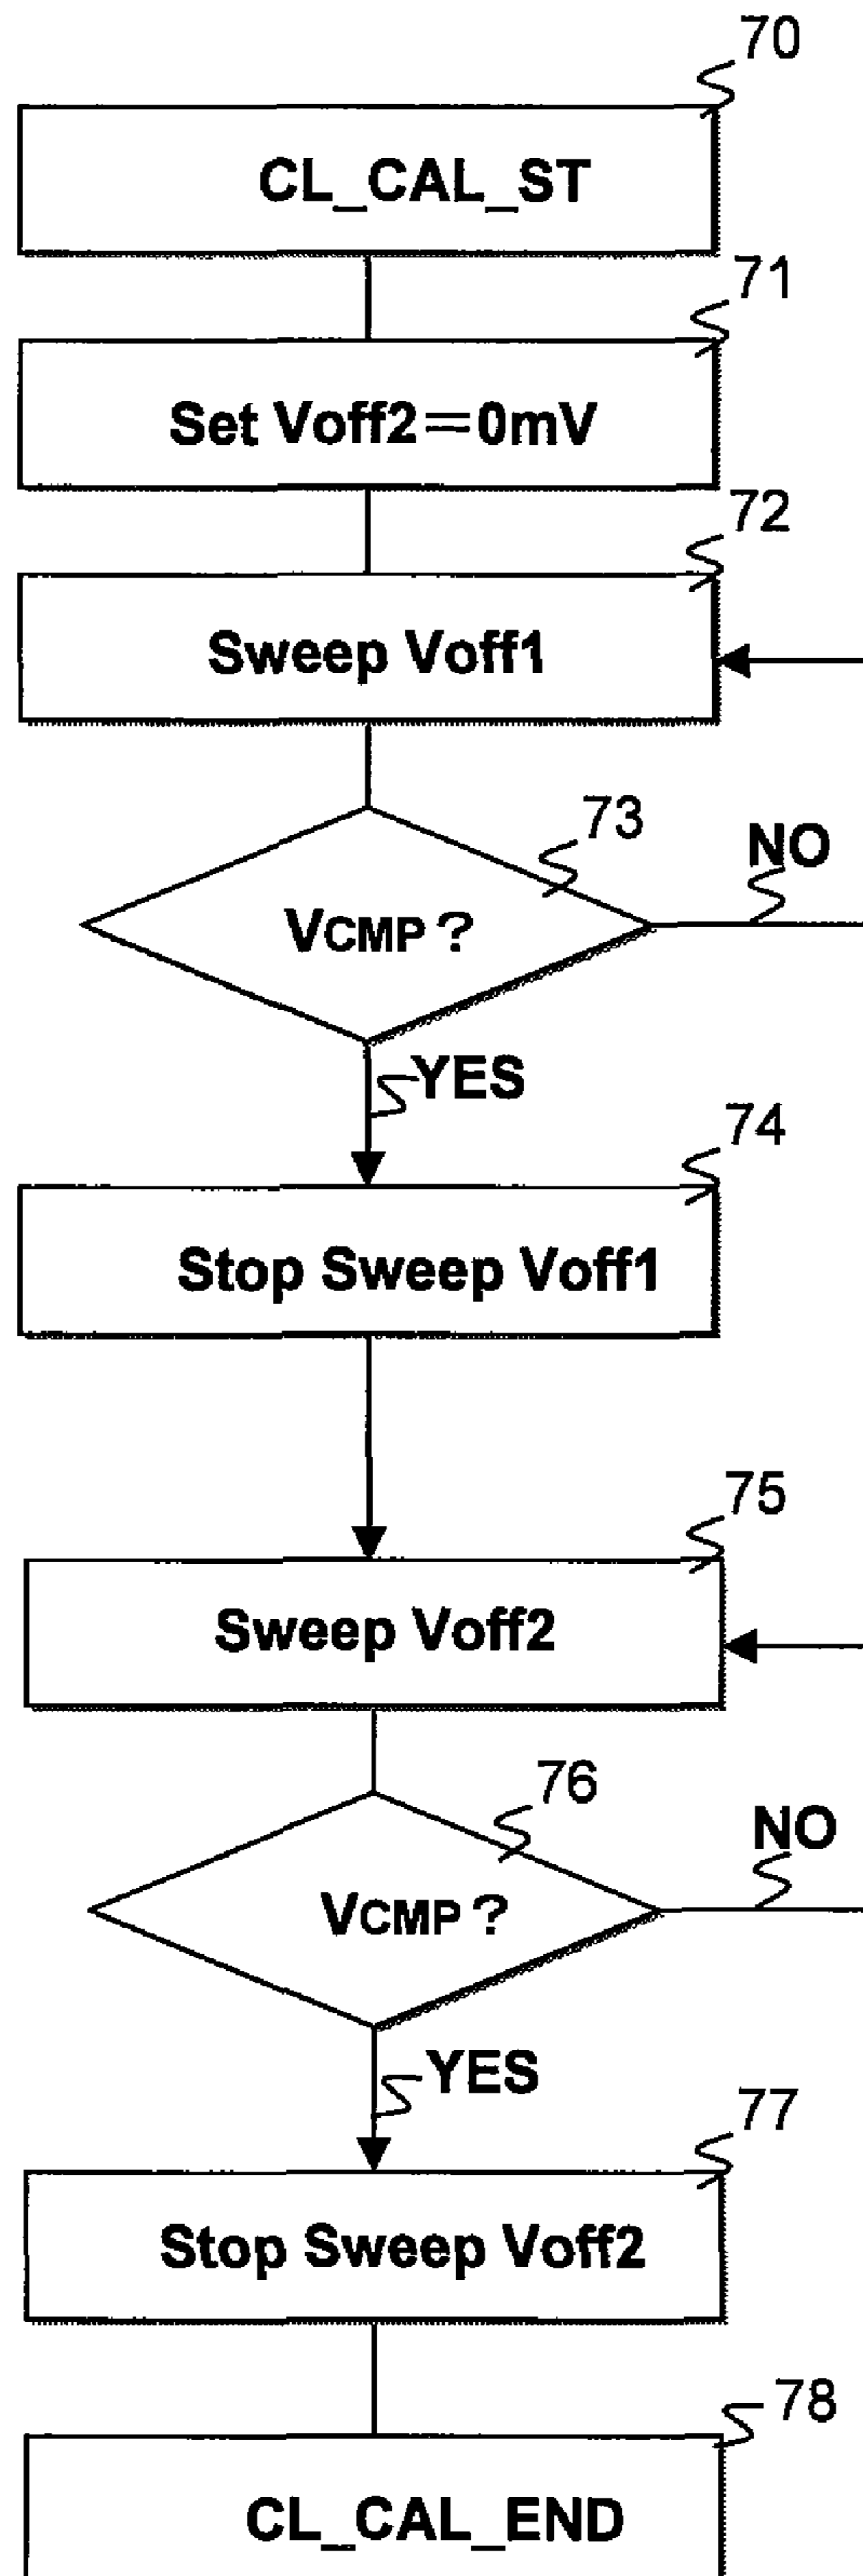 70
CL_CAL_ST
71
Set Voff2=0mV
72
Sweep Voff1
73
NO
VCMP ?
YES
74
Stop Sweep Voff1
75
Sweep Voff2
76
NO
VCMP ?
YES
77
Stop Sweep Voff2
78
CL_CAL_END